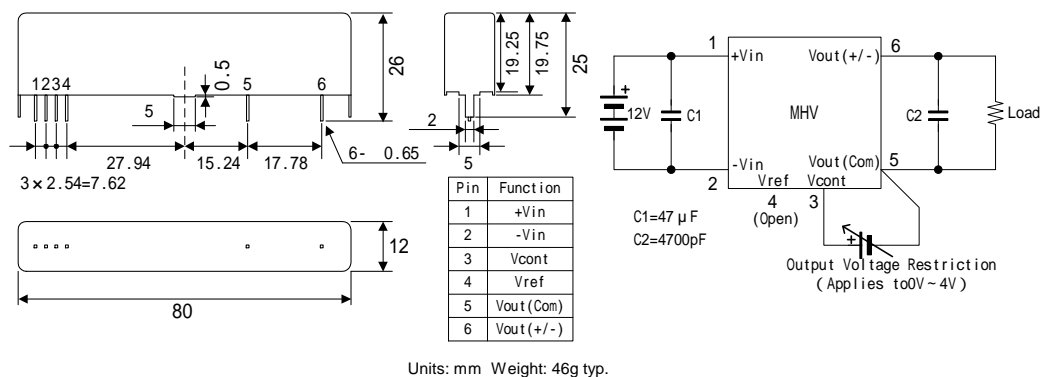 1234
5
0.5
5
6
26
27.94
15.24
17.78
6- 0.65
3×2.54=7.62
12
80
19.25
19.75
25
2
5
Pin Function
1 +Vin
2 -Vin
3 Vcont
4 Vref
5 Vout(Com)
6 Vout(+/-)
1
+Vin
Vout(+/-)
6
+
12V
C1
MHV
C2
Load
-Vin
Vout(Com)
5
2
Vref
Vcont
4
3
(Open)
C1=47μF
C2=4700pF
+
Output Voltage Restriction
(Applies to0V~4V)
Units: mm Weight: 46g typ.